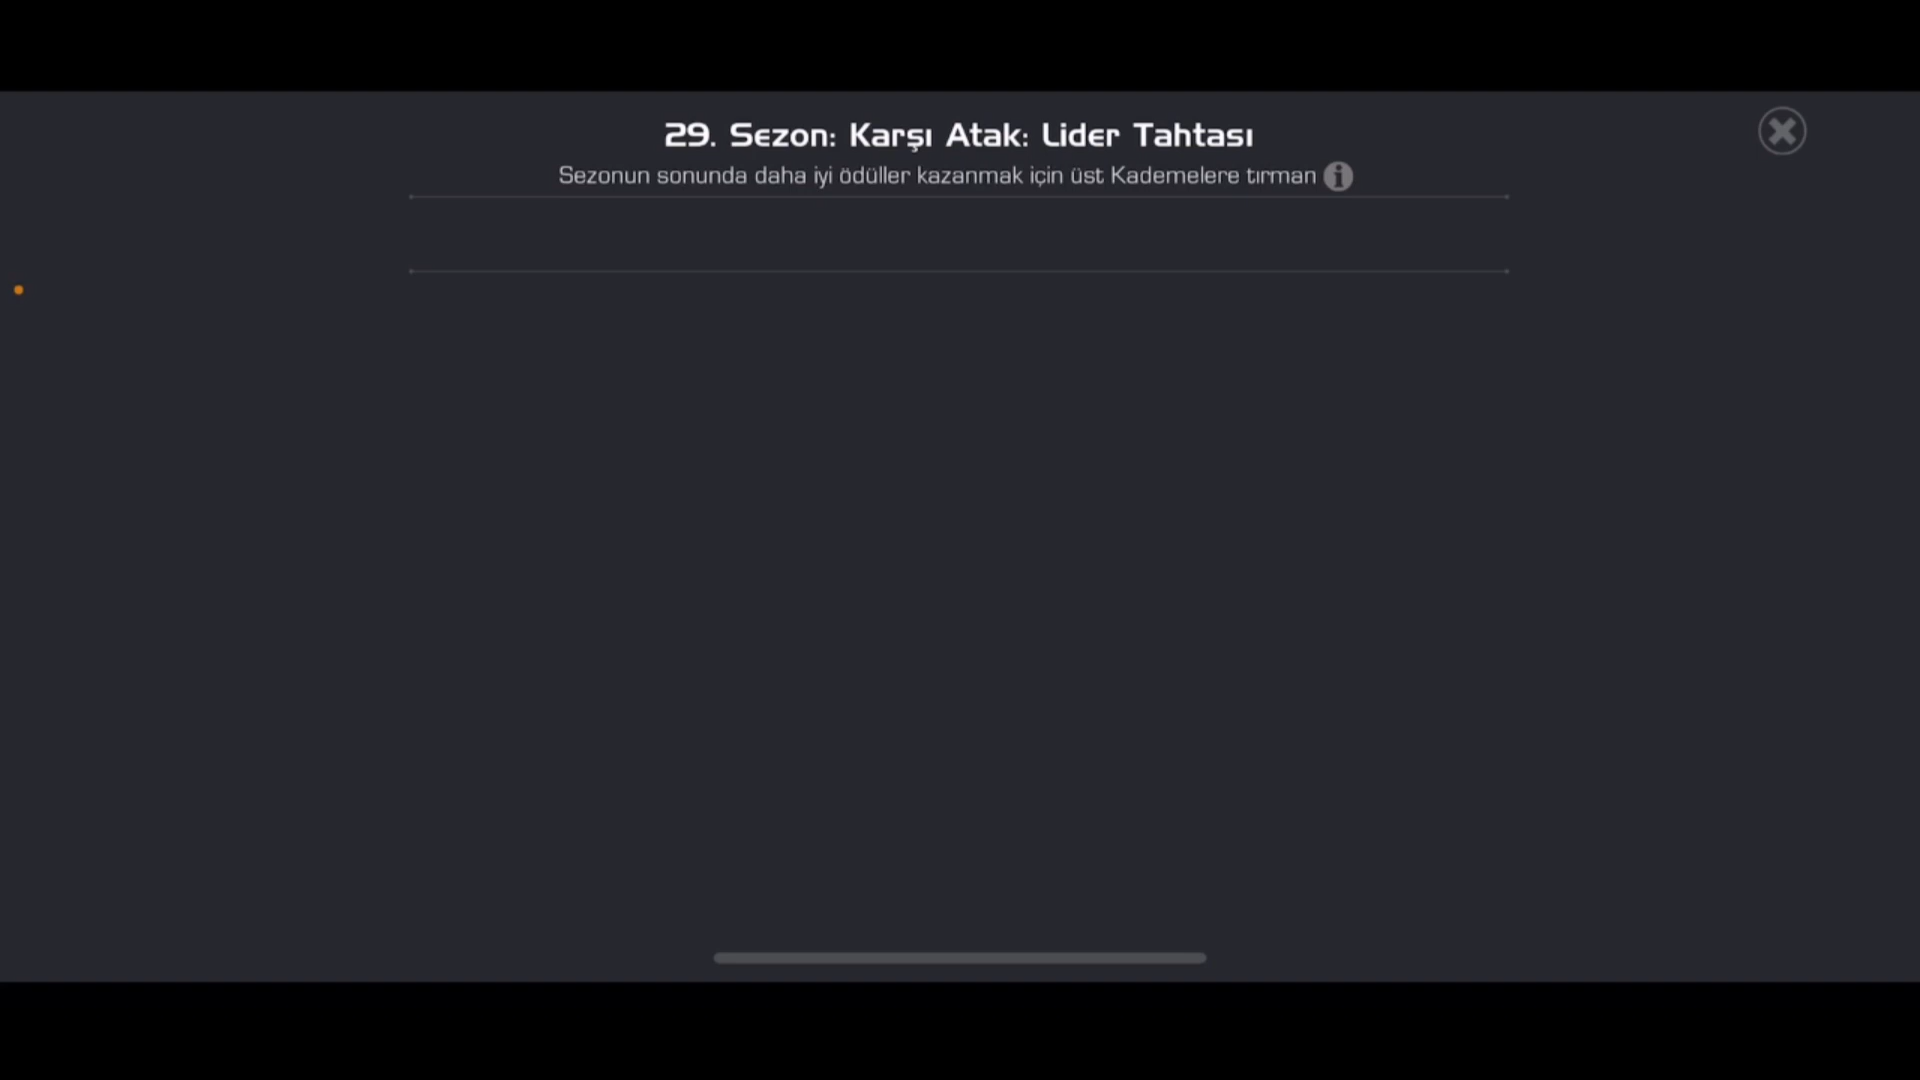 29. Sezon: Karşı Atak: Lider Tahtası
Sezonun sonunda daha iyi ödüller kazanmak için üst Kademelere tırman